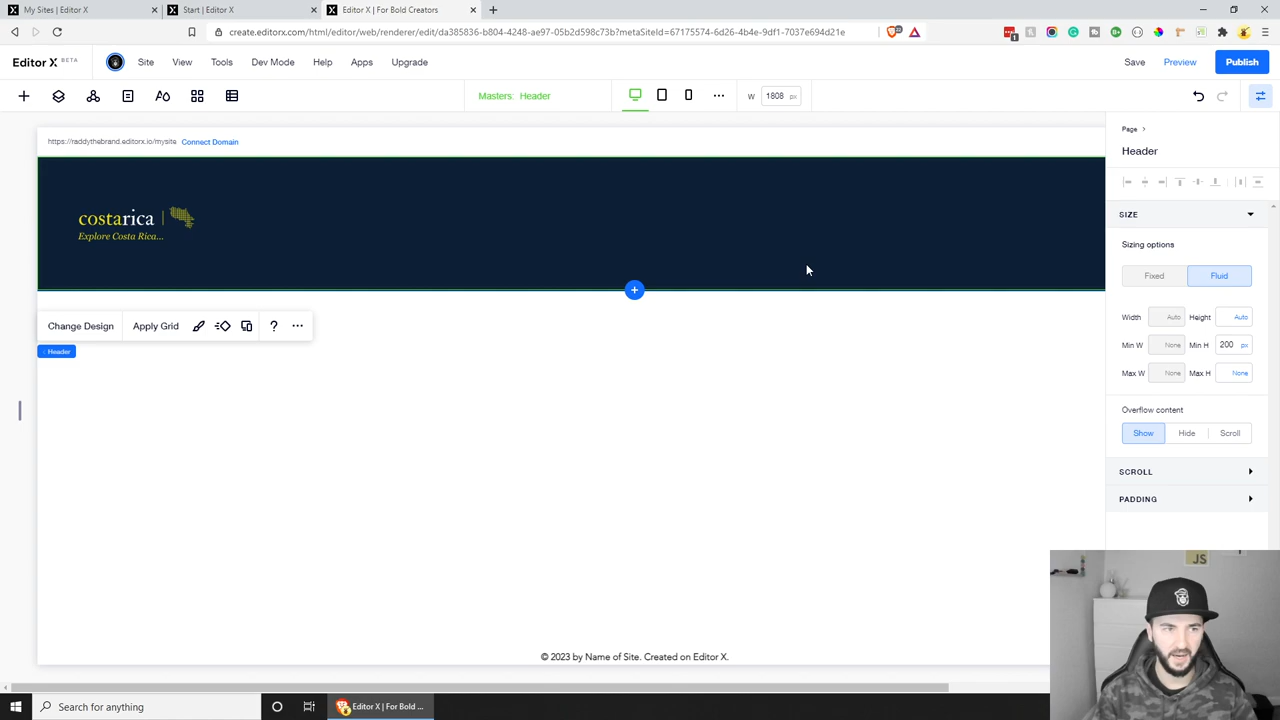 My Sites | Editor X
Start | Editor X
Editor X | For Bold Creators
create.editorx.com/html/editor/web/renderer/edit/da385836-b804-4248-ae97-05b2d598c73b?metaSiteId=67175574-6d26-4b4e-9df1-7037e694d21e
Editor X BETA
Site
View
Tools
Dev Mode
Help
Apps
Upgrade
Save
Preview
Publish
Masters: Header
W 1808 px
https://raddythebrand.editorx.io/mysite Connect Domain
Page >
Header
costarica
Explore Costa Rica...
SIZE
Sizing options
Fixed Fluid
Width Auto Height Auto
Min W None Min H 200 px
Max W None Max H None
Change Design
Apply Grid
?
Header
Overflow content
Show Hide Scroll
SCROLL
PADDING
JS
© 2023 by Name of Site. Created on Editor X.
Search for anything
Editor X | For Bold ...